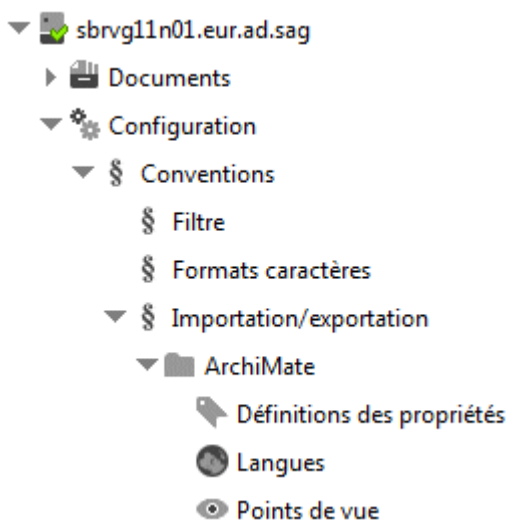 sbrvg11n01.eur.ad.sag
Documents
Configuration
§ Conventions
§ Filtre
§ Formats caractères
§ Importation/exportation
ArchiMate
Définitions des propriétés
Langues
Points de vue